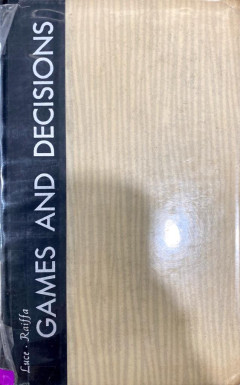 GAMES AND DECISIONS
Luce · Raiffa